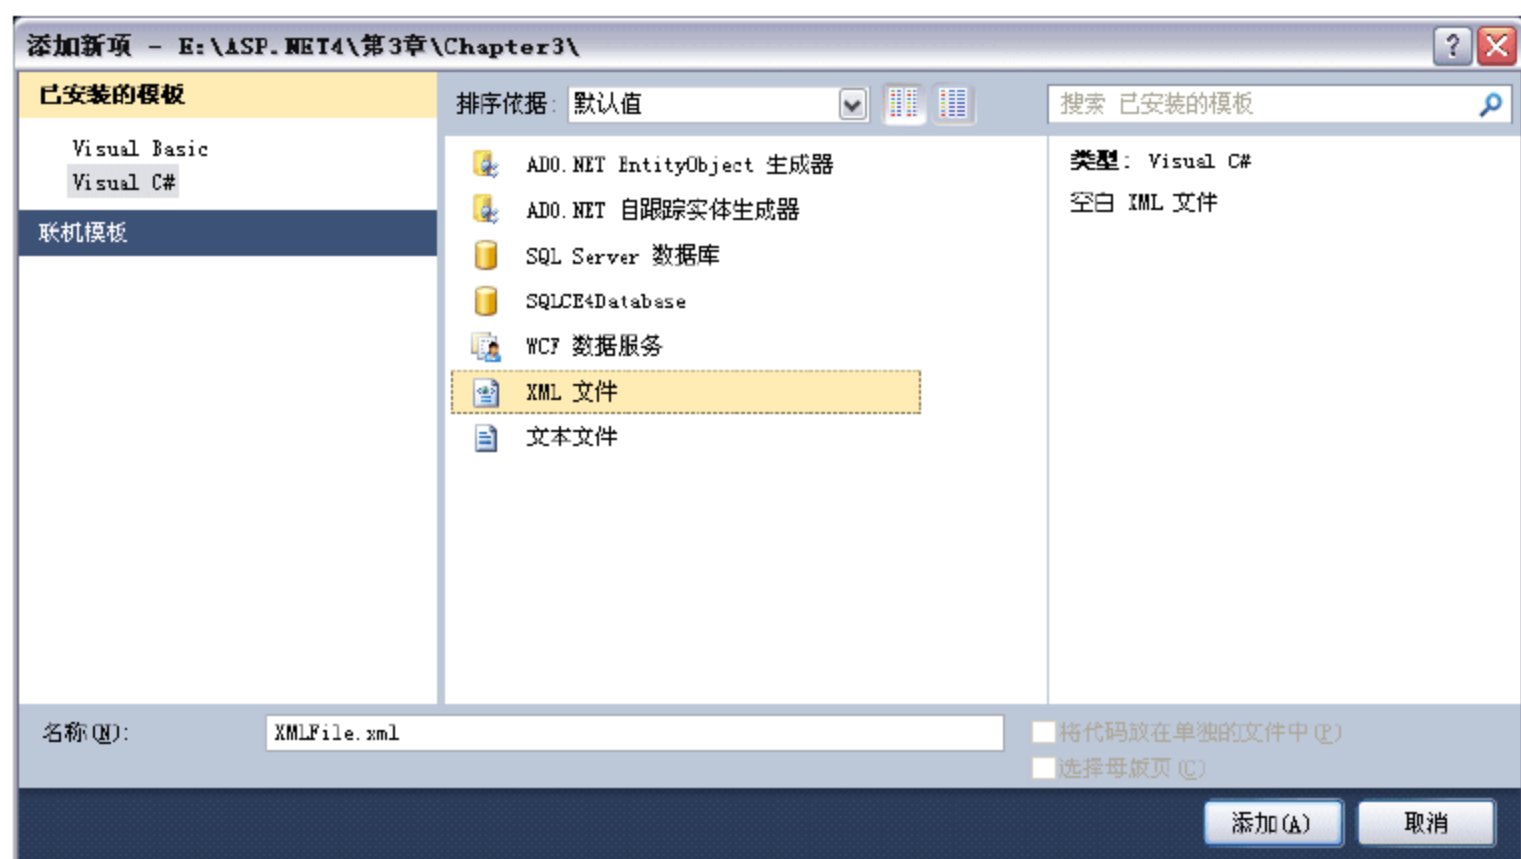 添加新项 - E:\ASP.NET4\第3章\Chapter3\
已安装的模板
Visual Basic
Visual C#
联机模板
排序依据: 默认值
ADO.NET EntityObject 生成器
ADO.NET 自跟踪实体生成器
SQL Server 数据库
SQLCE4Database
WCF 数据服务
XML 文件
文本文件
搜索 已安装的模板
类型: Visual C#
空白 XML 文件
名称(N): XMLFile.xml
将代码放在单独的文件中(P)
选择母版页(C)
添加(A) 取消